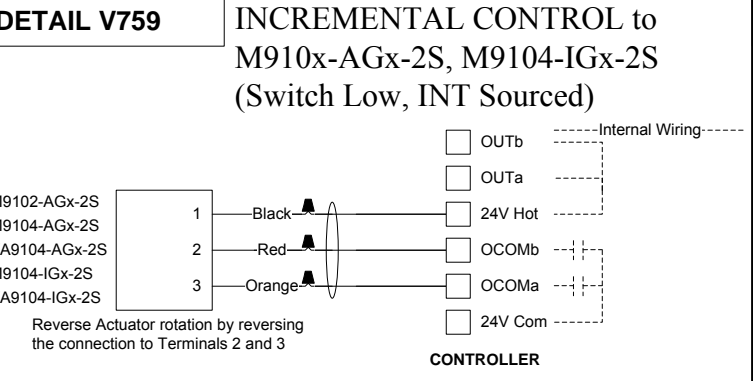 DETAIL V759
INCREMENTAL CONTROL to
M910x-AGx-2S, M9104-IGx-2S
(Switch Low, INT Sourced)
Internal Wiring
OUTb
OUTa
24V Hot
OCOMb
OCOMa
24V Com
CONTROLLER
M9102-AGx-2S
M9104-AGx-2S
A9104-AGx-2S
M9104-IGx-2S
A9104-IGx-2S
1
Black
2
Red
3
Orange
Reverse Actuator rotation by reversing
the connection to Terminals 2 and 3